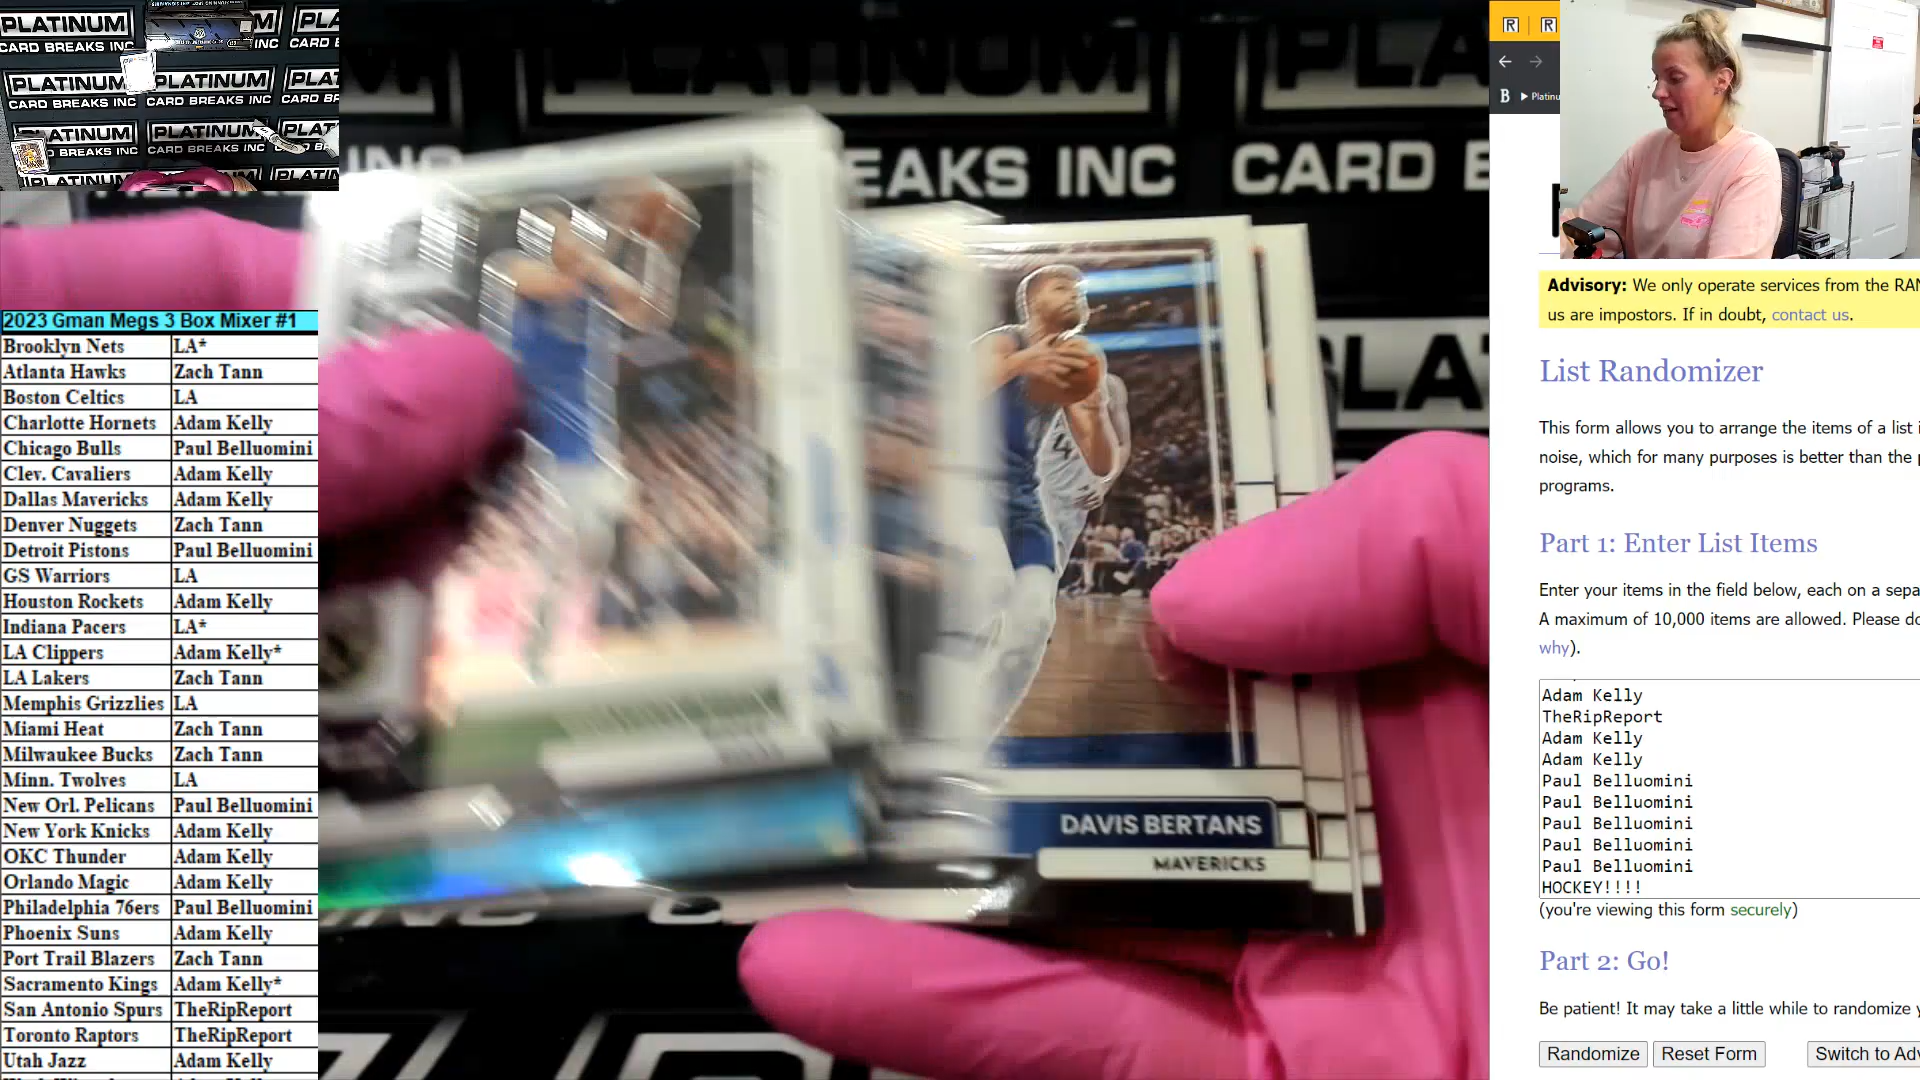 PLATINUM
CARD BREAKS INC
PLATINUM
CARD BREAKS INC
PLATINUM
BREAKS INC
CARD
2023 Gman Megs 3 Box Mixer #1
Brooklyn Nets LA*
Atlanta Hawks Zach Tann
Boston Celtics LA
Charlotte Hornets Adam Kelly
Chicago Bulls Paul Belluomini
Clev. Cavaliers Adam Kelly
Dallas Mavericks Adam Kelly
Denver Nuggets Zach Tann
Detroit Pistons Paul Belluomini
GS Warriors LA
Houston Rockets Adam Kelly
Indiana Pacers LA*
LA Clippers Adam Kelly*
LA Lakers Zach Tann
Memphis Grizzlies LA
Miami Heat Zach Tann
Milwaukee Bucks Zach Tann
Minn. Twolves LA
New Orl. Pelicans Paul Belluomini
New York Knicks Adam Kelly
OKC Thunder Adam Kelly
Orlando Magic Adam Kelly
Philadelphia 76ers Paul Belluomini
Phoenix Suns Adam Kelly
Port Trail Blazers Zach Tann
Sacramento Kings Adam Kelly*
San Antonio Spurs TheRipReport
Toronto Raptors TheRipReport
Utah Jazz Adam Kelly
DAVIS BERTANS
MAVERICKS
Platinu
Advisory: We only operate services from the RAN
us are impostors. If in doubt, contact us.
List Randomizer
This form allows you to arrange the items of a list i
noise, which for many purposes is better than the p
programs.
Part 1: Enter List Items
Enter your items in the field below, each on a sepa
A maximum of 10,000 items are allowed. Please do
why).
Adam Kelly
TheRipReport
Adam Kelly
Adam Kelly
Paul Belluomini
Paul Belluomini
Paul Belluomini
Paul Belluomini
Paul Belluomini
HOCKEY!!!!
(you're viewing this form securely)
Part 2: Go!
Be patient! It may take a little while to randomize y
Randomize Reset Form Switch to Adv